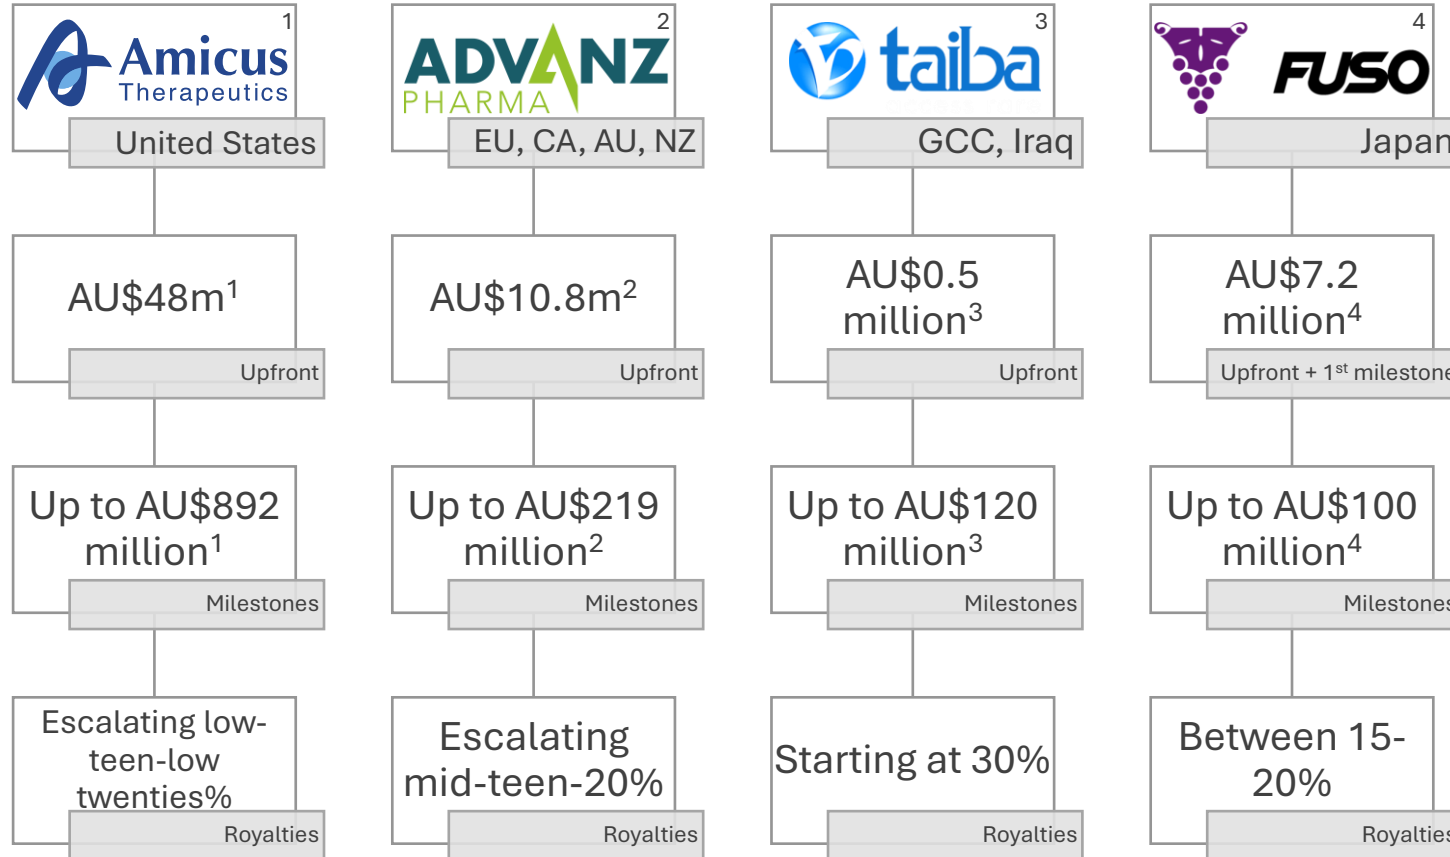 1
Amicus
Therapeutics
United States
AU$48m¹
Upfront
Up to AU$892
million¹
Milestones
Escalating low-
teen-low
twenties%
Royalties
2
ADVANZ
PHARMA
EU, CA, AU, NZ
AU$10.8m²
Upfront
Up to AU$219
million²
Milestones
Escalating
mid-teen-20%
Royalties
3
taiba
GCC, Iraq
AU$0.5
million³
Upfront
Up to AU$120
million³
Milestones
Starting at 30%
Royalties
4
FUSO
Japan
AU$7.2
million⁴
Upfront + 1ˢᵗ milestone
Up to AU$100
million⁴
Milestones
Between 15-
20%
Royalties